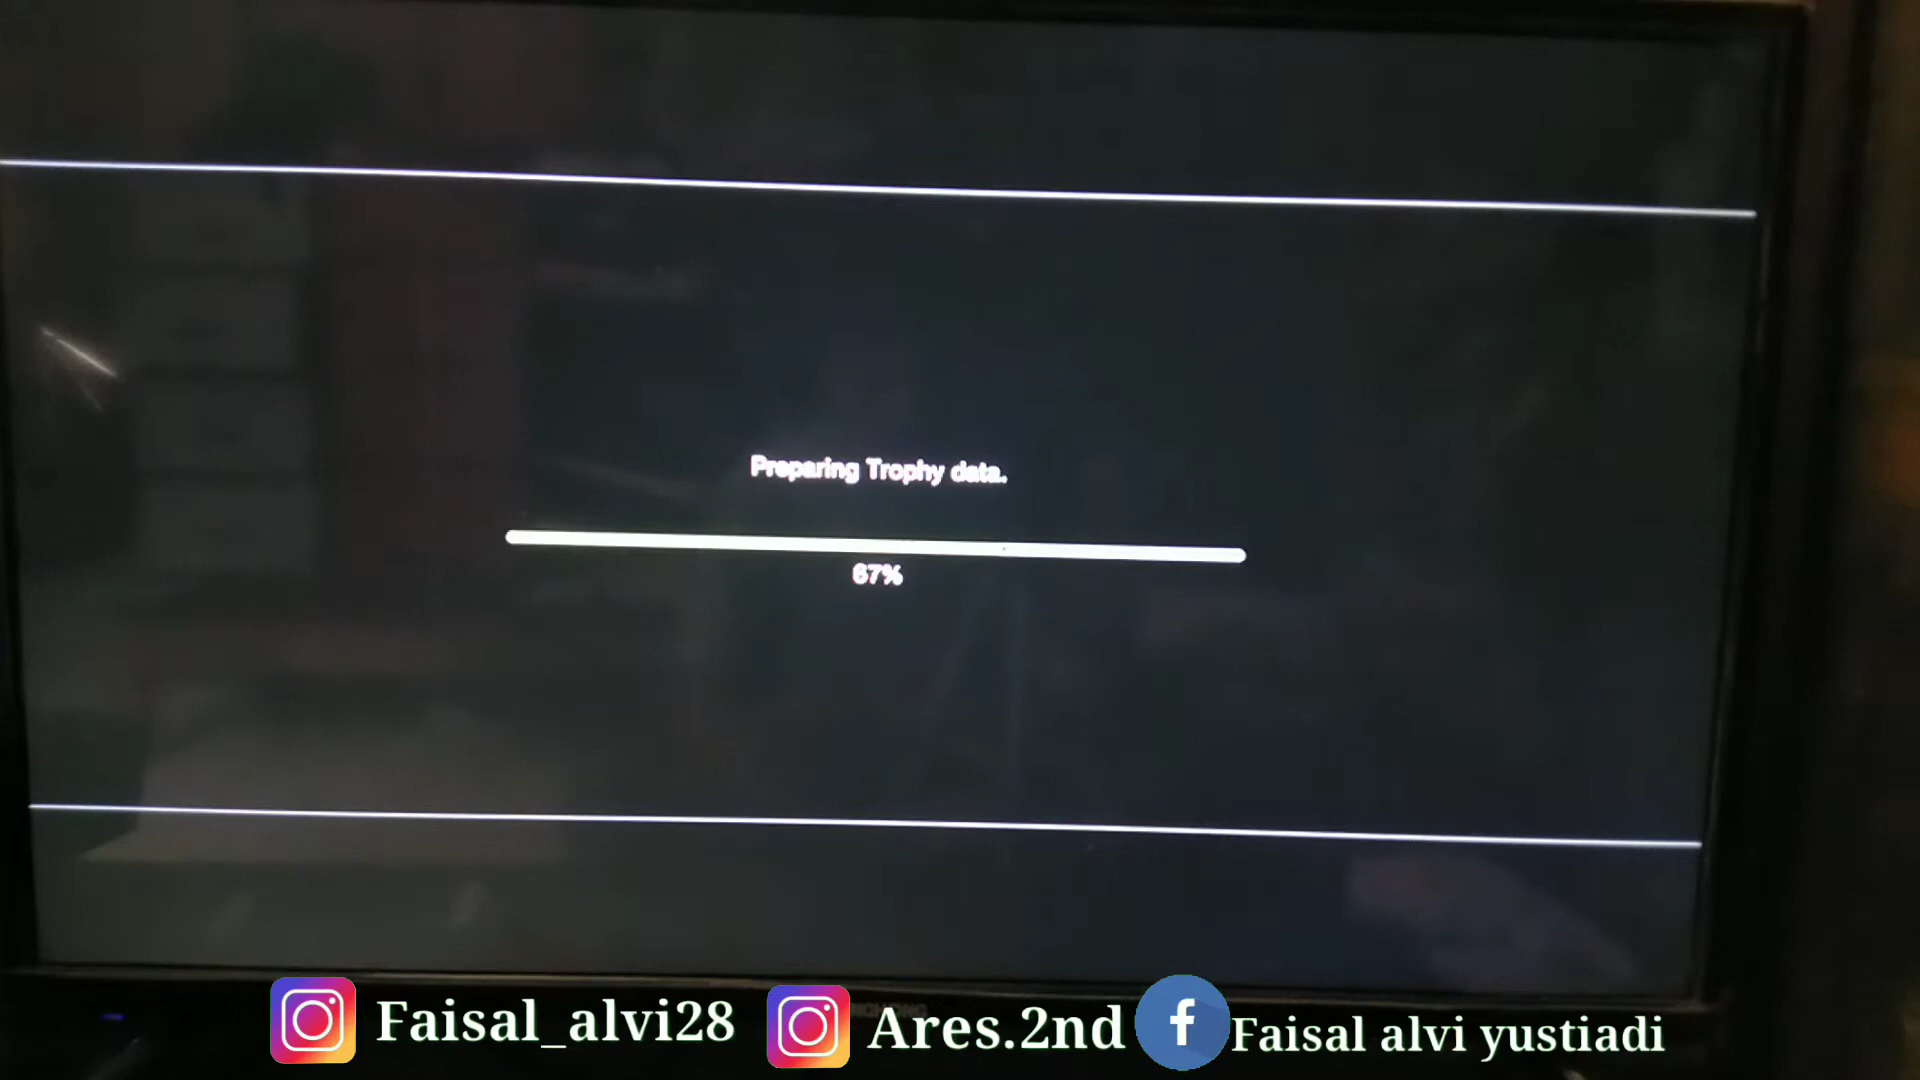 Preparing Trophy data.
67%
Faisal_alvi28
Ares.2nd
Faisal alvi yustiadi